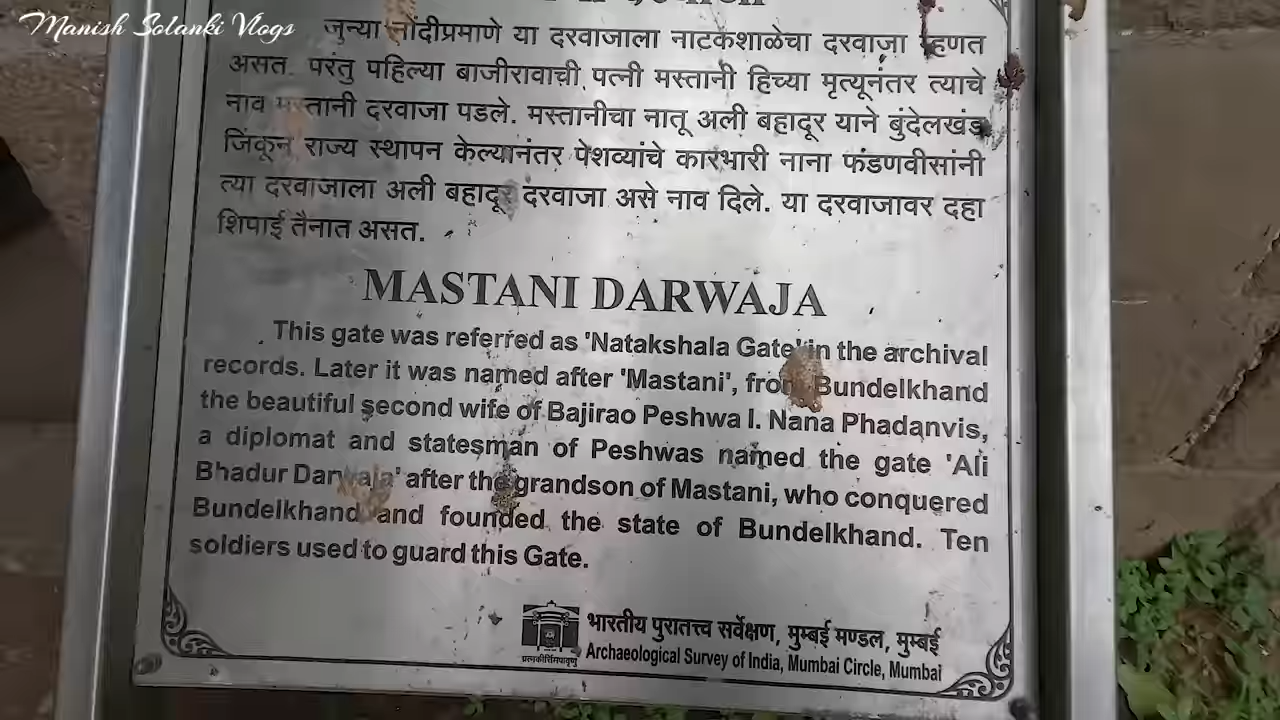 Manish Solanki Vlogs
जुन्या नोंदीप्रमाणे या दरवाजाला नाटकशाळेचा दरवाजा म्हणत
असत. परंतु पहिल्या बाजीरावाची पत्नी मस्तानी हिच्या मृत्यूनंतर त्याचे
नाव मस्तानी दरवाजा पडले. मस्तानीचा नातू अली बहादूर याने बुंदेलखंड
जिंकून राज्य स्थापन केल्यानंतर पेशव्यांचे कारभारी नाना फंडणवीसांनी
त्या दरवाजाला अली बहादूर दरवाजा असे नाव दिले. या दरवाजावर दहा
शिपाई तैनात असत.
MASTANI DARWAJA
This gate was referred as 'Natakshala Gate' in the archival
records. Later it was named after 'Mastani', from Bundelkhand
the beautiful second wife of Bajirao Peshwa I. Nana Phadanvis,
a diplomat and statesman of Peshwas named the gate 'Ali
Bhadur Darwaja' after the grandson of Mastani, who conquered
Bundelkhand and founded the state of Bundelkhand. Ten
soldiers used to guard this Gate.
भारतीय पुरातत्त्व सर्वेक्षण, मुम्बई मण्डल, मुम्बई
Archaeological Survey of India, Mumbai Circle, Mumbai